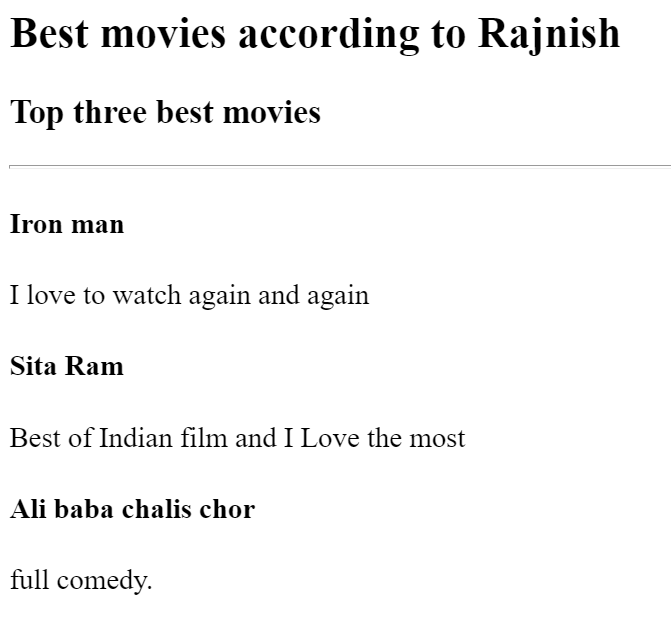 Best movies according to Rajnish
Top three best movies
Iron man
I love to watch again and again
Sita Ram
Best of Indian film and I Love the most
Ali baba chalis chor
full comedy.